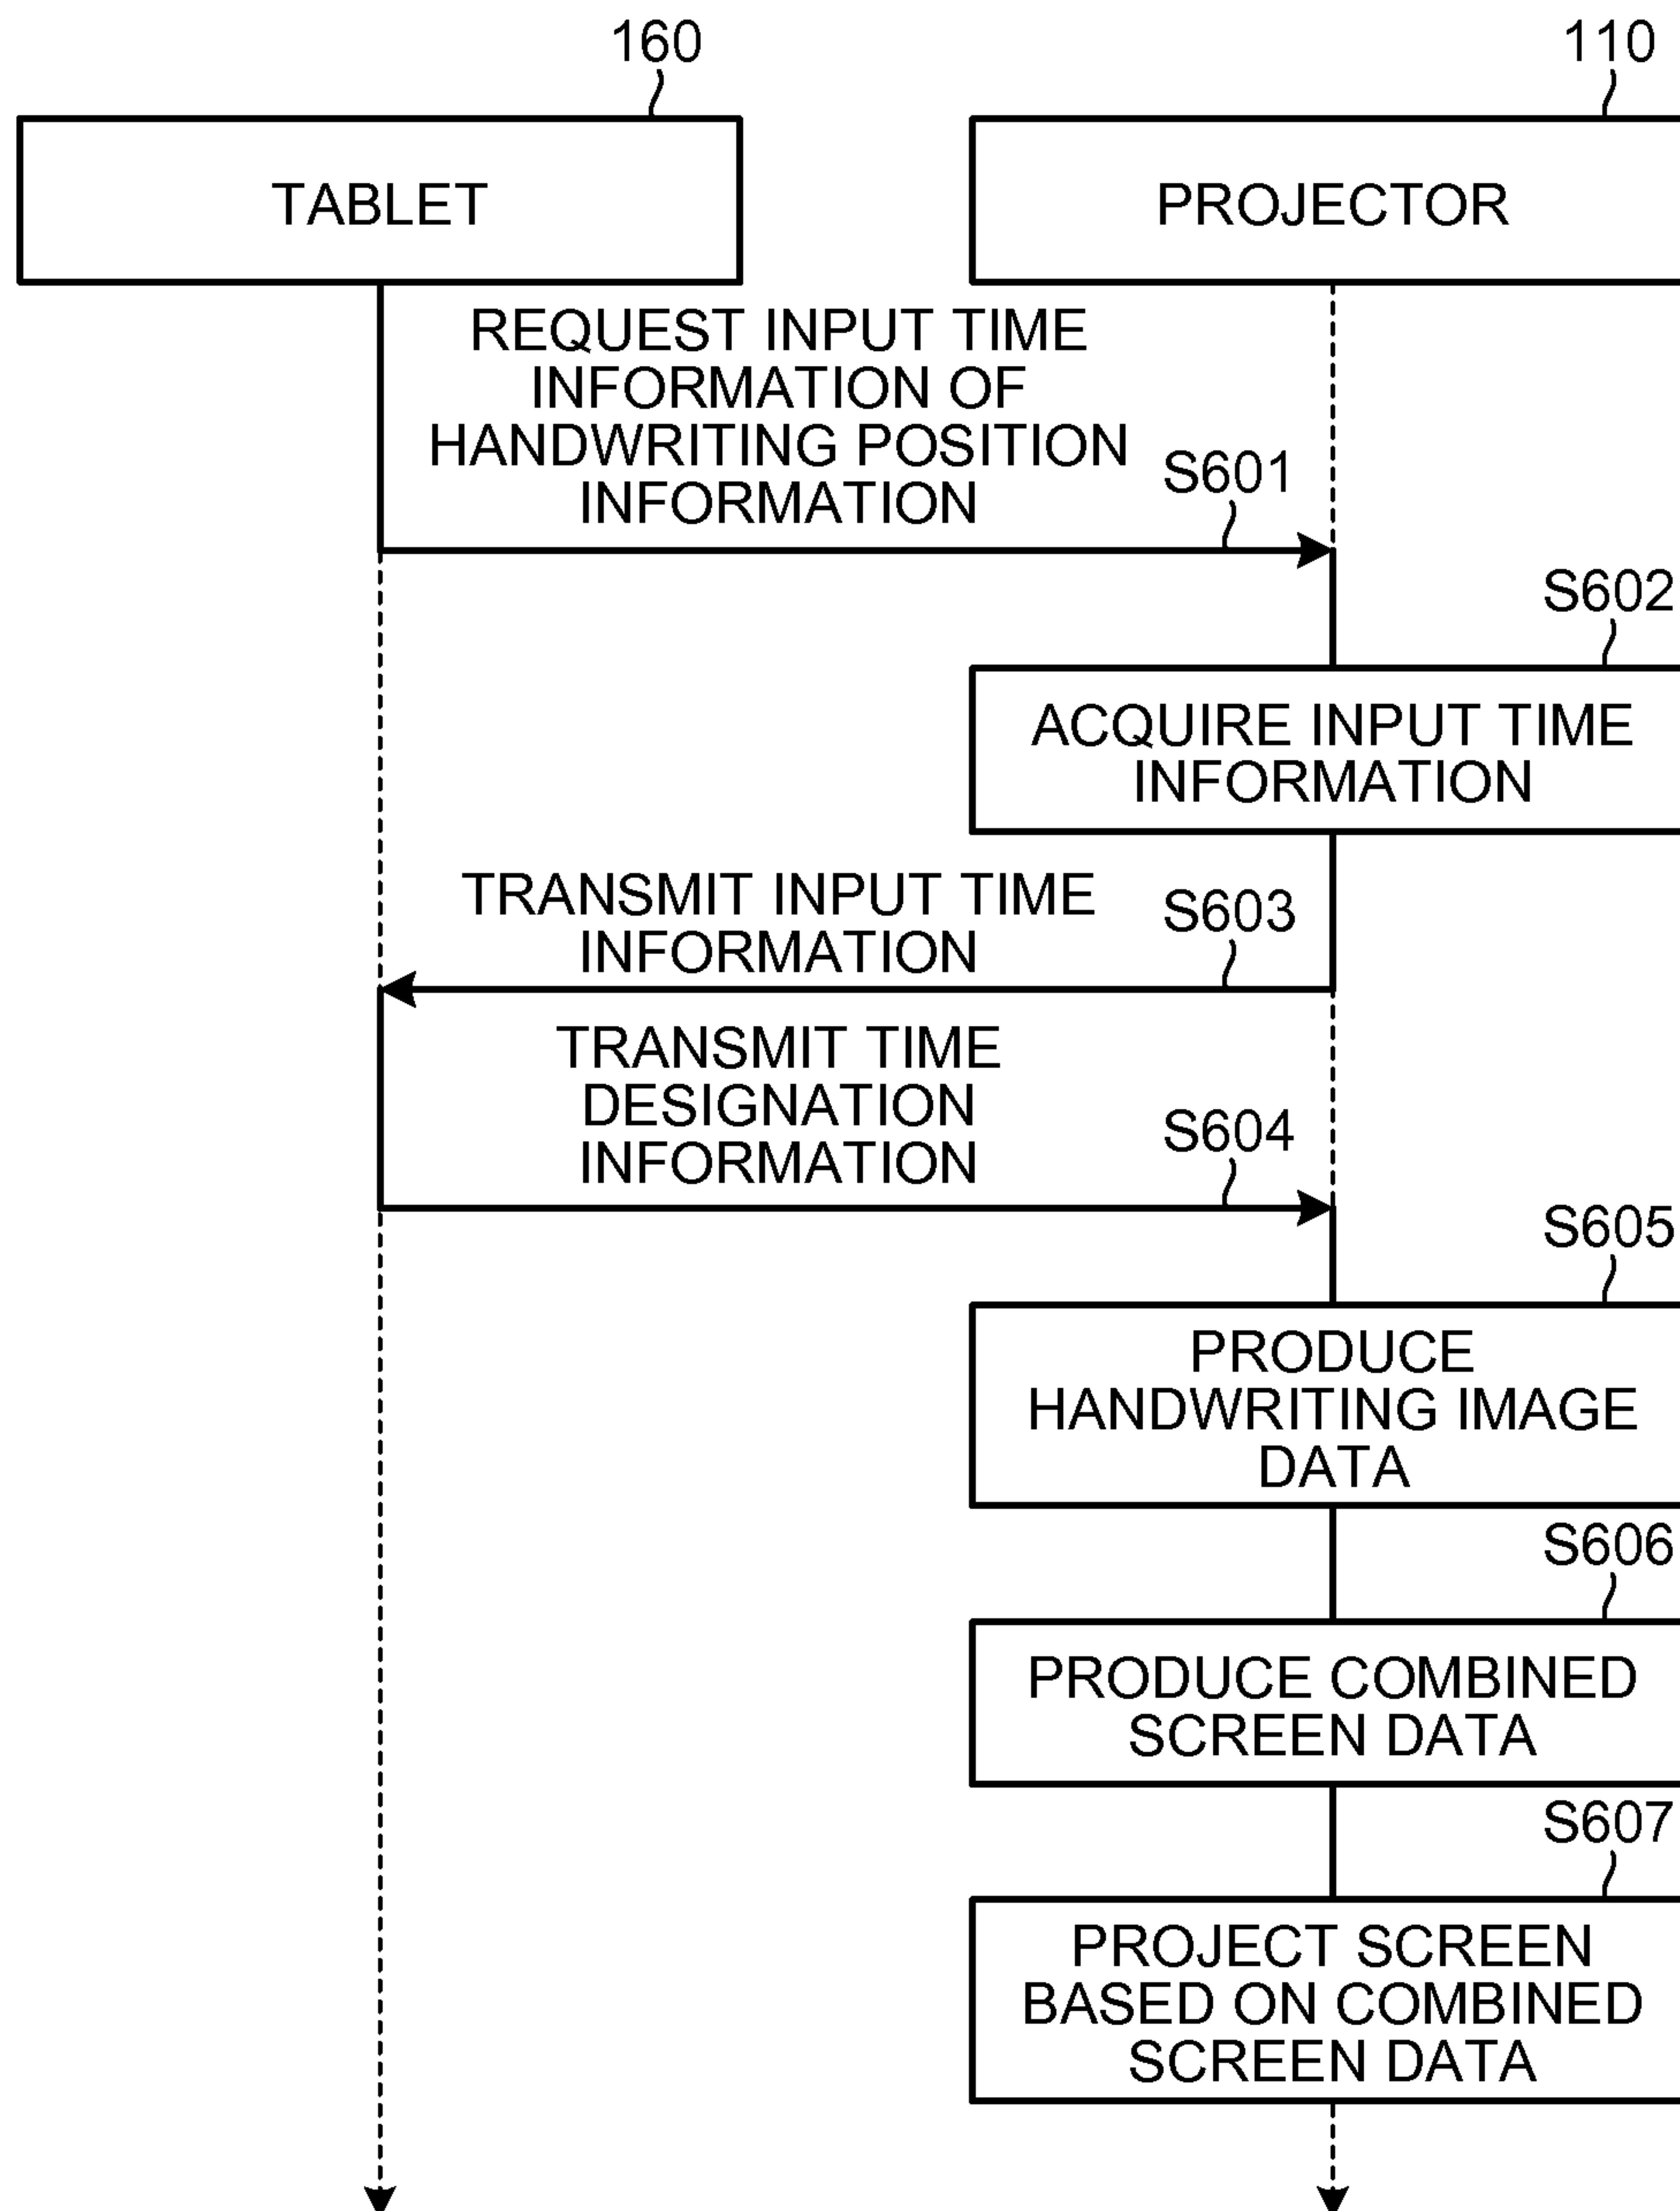 160
110
TABLET
PROJECTOR
REQUEST INPUT TIME
INFORMATION OF
HANDWRITING POSITION
INFORMATION
S601
S602
ACQUIRE INPUT TIME
INFORMATION
TRANSMIT INPUT TIME
INFORMATION
S603
TRANSMIT TIME
DESIGNATION
INFORMATION
S604
S605
PRODUCE
HANDWRITING IMAGE
DATA
S606
PRODUCE COMBINED
SCREEN DATA
S607
PROJECT SCREEN
BASED ON COMBINED
SCREEN DATA